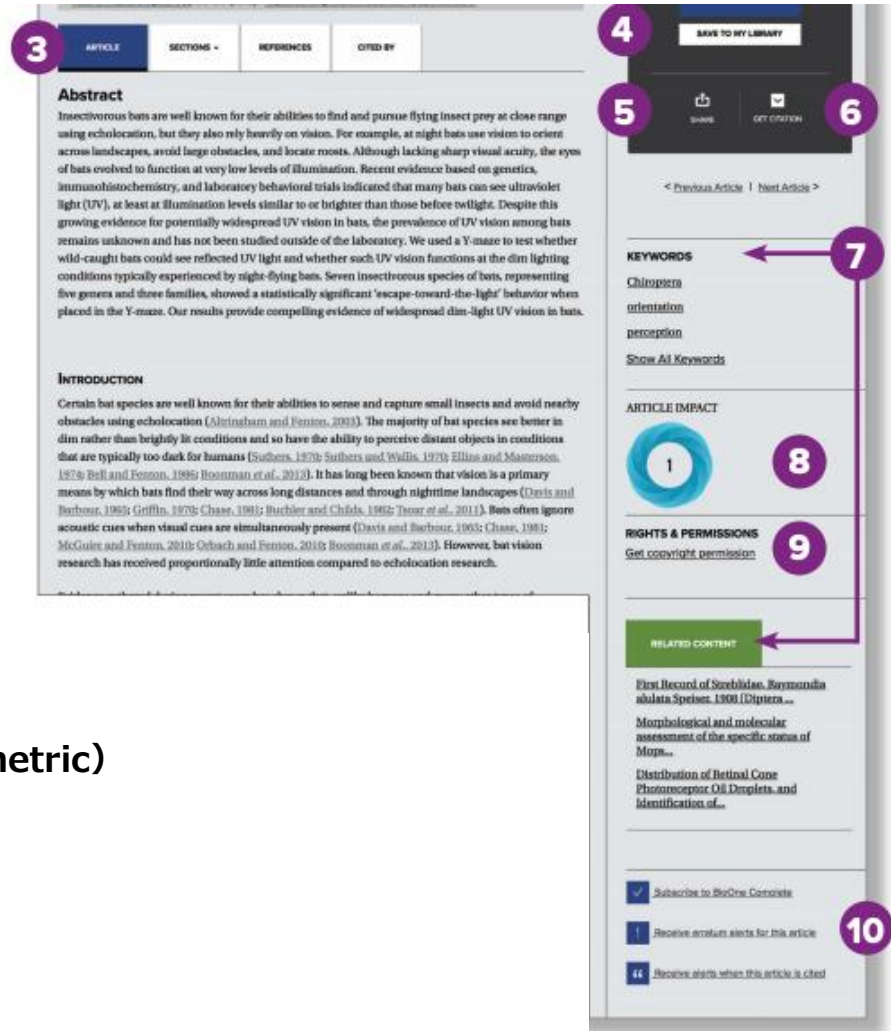 3
ARTICLE
SECTIONS
REFERENCES
CITED BY
Abstract
Insectivorous bats are well known for their abilities to find and pursue flying insect prey at close range
using echolocation, but they also rely heavily on vision. For example, at night bats use vision to orient
across landscapes, avoid large obstacles, and locate roosts. Although lacking sharp visual acuity, the eyes
of bats evolved to function at very low levels of illumination. Recent evidence based on genetics,
immunohistochemistry, and laboratory behavioral trials indicated that many bats can see ultraviolet
light (UV), at least at illumination levels similar to or brighter than those before twilight. Despite this
growing evidence for potentially widespread UV vision in bats, the prevalence of UV vision among bats
remains unknown and has not been studied outside of the laboratory. We used a Y-maze to test whether
wild-caught bats could see reflected UV light and whether such UV vision functions at the dim lighting
conditions typically experienced by night-flying bats. Seven insectivorous species of bats, representing
five genera and three families, showed a statistically significant 'escape-toward-the-light' behavior when
placed in the Y-maze. Our results provide compelling evidence of widespread dim-light UV vision in bats.
INTRODUCTION
Certain bat species are well known for their abilities to sense and capture small insects and avoid nearby
obstacles using echolocation (Altringham and Fenton, 2003). The majority of bat species see better in
dim rather than brightly lit conditions and so have the ability to perceive distant objects in conditions
that are typically too dark for humans (Suthers, 1970; Suthers and Wallis, 1970; Ellins and Masterson,
1974; Bell and Fenton, 1986; Boonman et al., 2013). It has long been known that vision is a primary
means by which bats find their way across long distances and through nighttime landscapes (Davis and
Barbour, 1965; Griffin, 1970; Chase, 1981; Buchler and Childs, 1982; Tsoar et al., 2011). Bats often ignore
acoustic cues when visual cues are simultaneously present (Davis and Barbour, 1965; Chase, 1981;
McGuire and Fenton, 2010; Orbach and Fenton, 2010; Boonman et al., 2013). However, bat vision
research has received proportionally little attention compared to echolocation research.
netric)
4
SAVE TO MY LIBRARY
5
SHARE
GET CITATION
6
< Previous Article | Next Article >
7
KEYWORDS
Chiroptera
orientation
perception
Show All Keywords
ARTICLE IMPACT
1
8
RIGHTS & PERMISSIONS
Get copyright permission
9
RELATED CONTENT
First Record of Streblidae, Raymondia
alulata Speiser, 1908 (Diptera ...
Morphological and molecular
assessment of the specific status of
Mops...
Distribution of Retinal Cone
Photoreceptor Oil Droplets, and
Identification of...
Subscribe to BioOne Complete
Receive erratum alerts for this article
10
Receive alerts when this article is cited